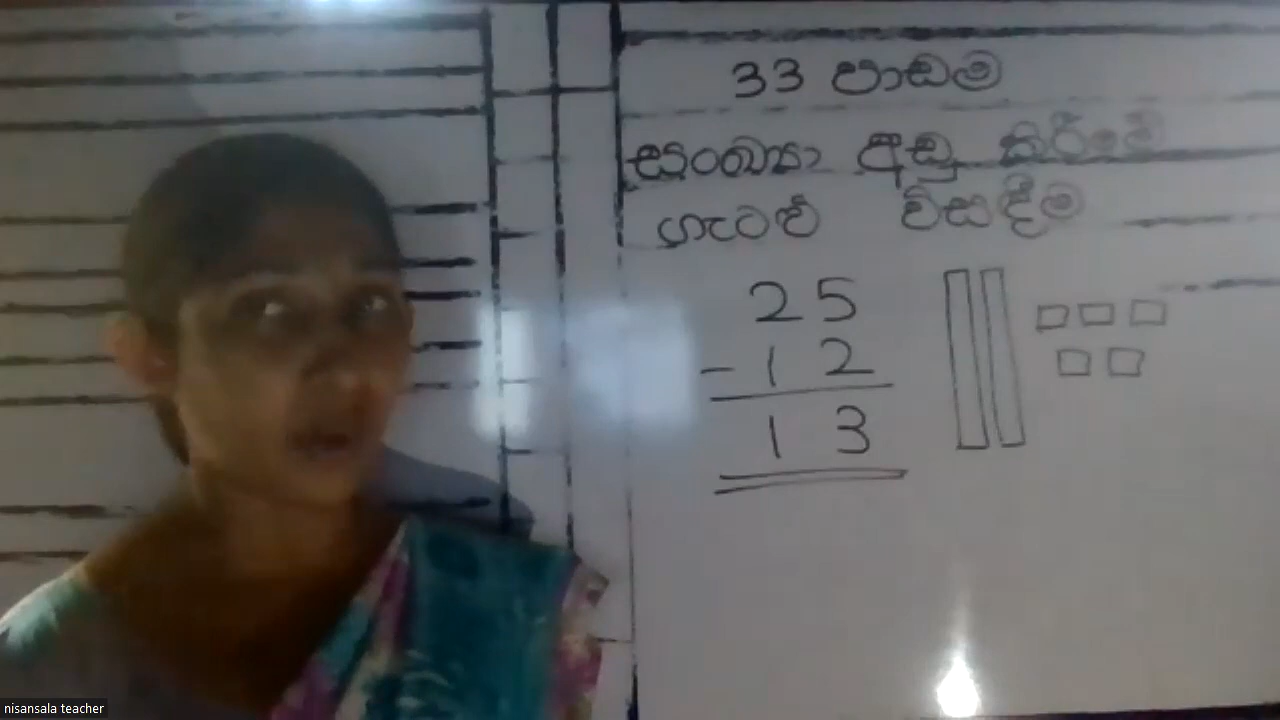 33 පාඩම
සංඛ්‍යා අඩු කිරීමේ
ගැටළු විසඳීම
25
- 12
13
nisansala teacher